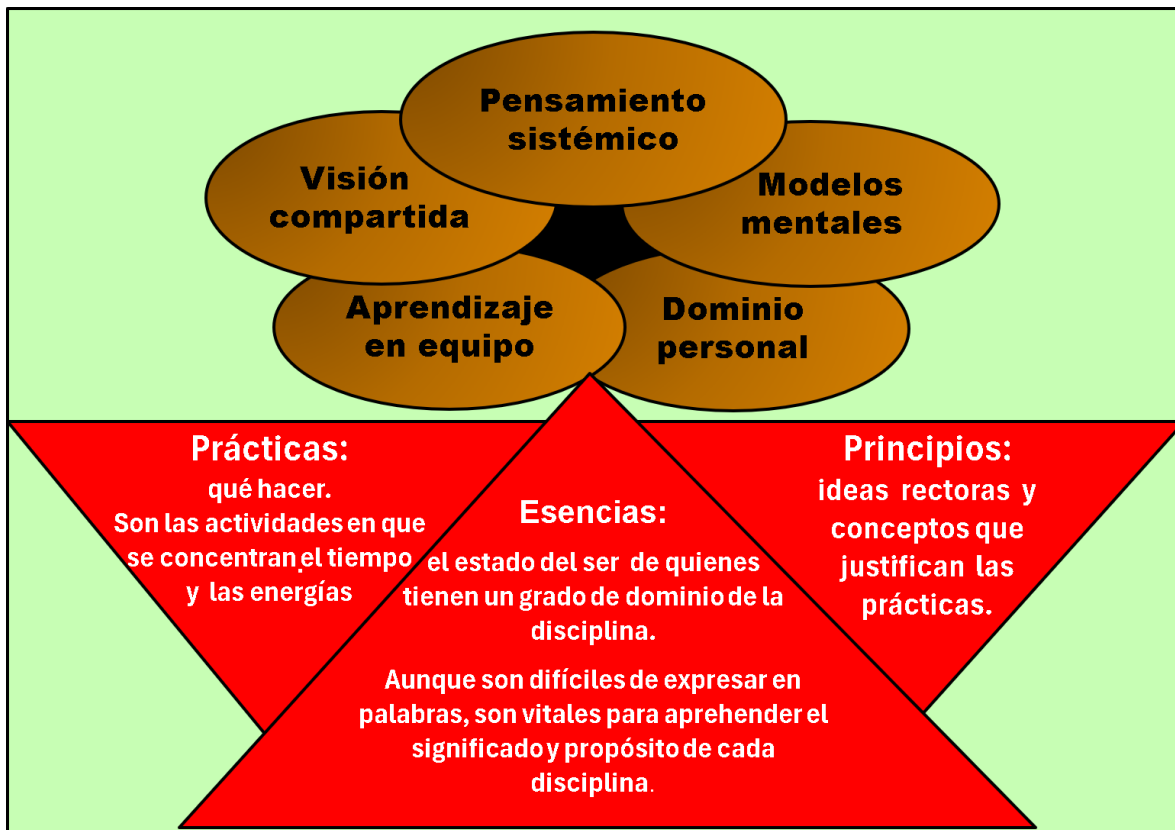 Pensamiento
sistémico
Visión
compartida
Modelos
mentales
Aprendizaje
en equipo
Dominio
personal
Prácticas:
qué hacer.
Son las actividades en que
se concentran el tiempo
y las energías
Esencias:
el estado del ser de quienes
tienen un grado de dominio de la
disciplina.
Aunque son difíciles de expresar en
palabras, son vitales para aprehender el
significado y propósito de cada
disciplina.
Principios:
ideas rectoras y
conceptos que
justifican las
prácticas.